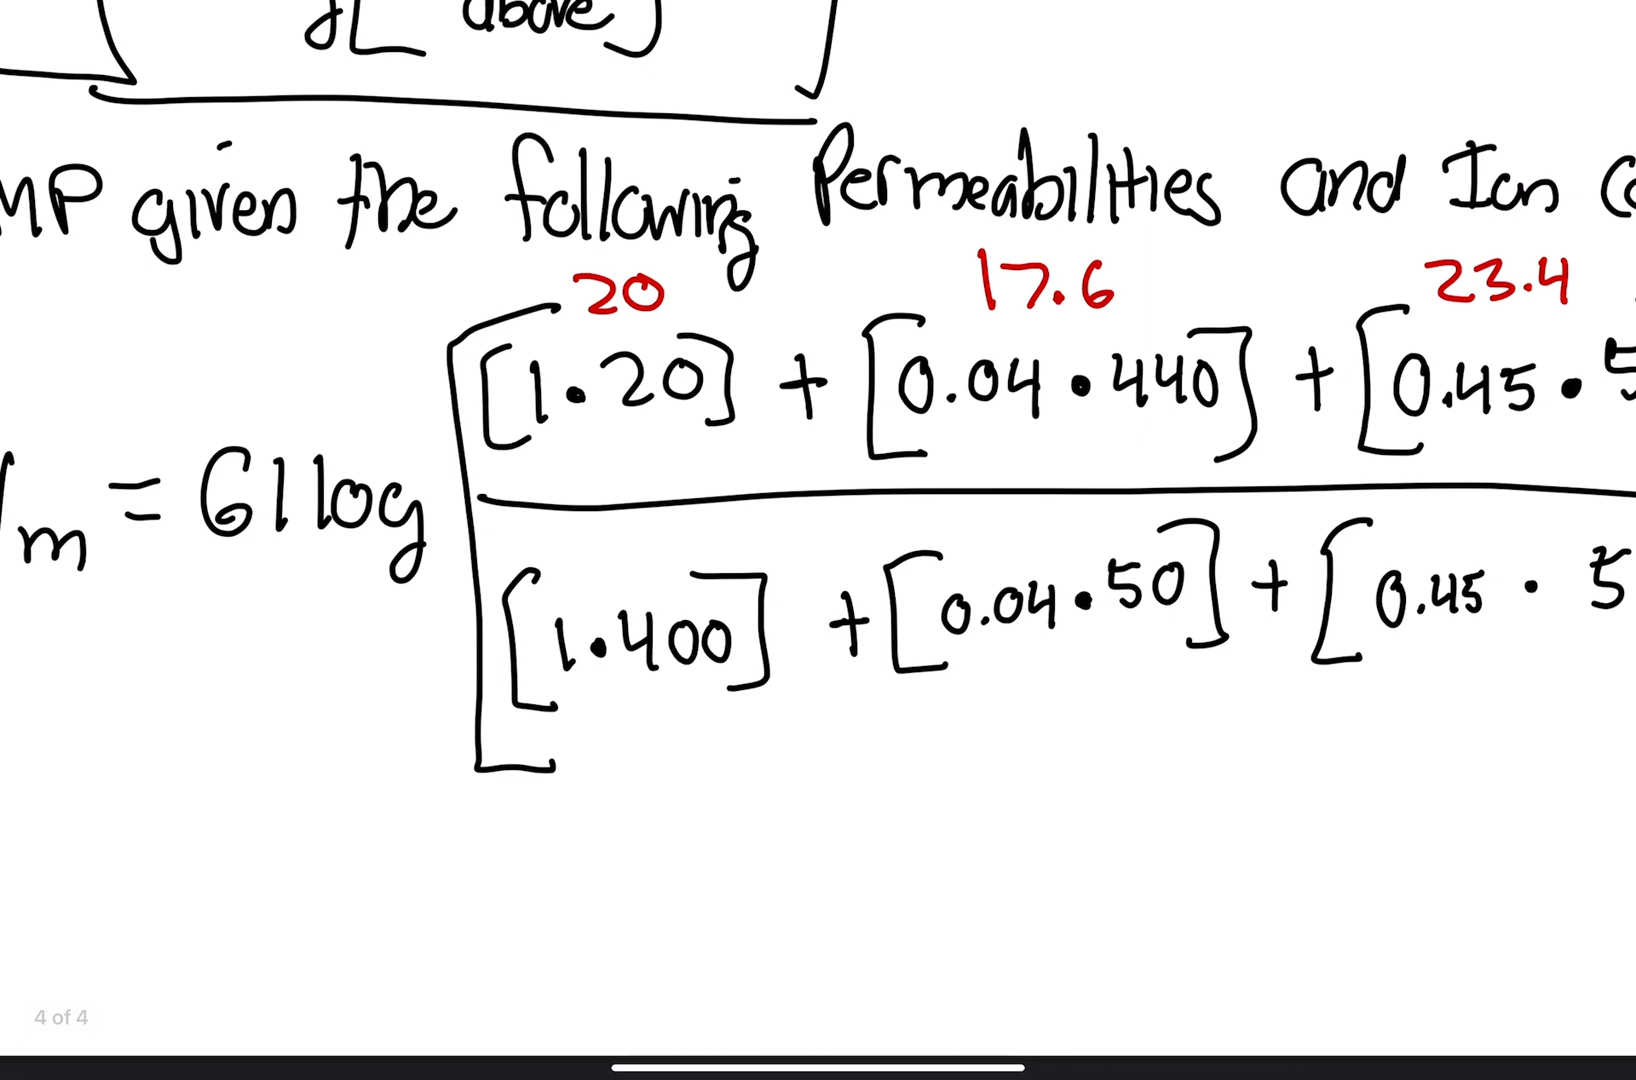 above
MP given the following Permeabilities and Ion
20 17.6 23.4
[1 • 20] + [0.04 • 440] + [0.45 • 5
m = 61 log
[1 • 400] + [0.04 • 50] + [0.45 • 5
4 of 4